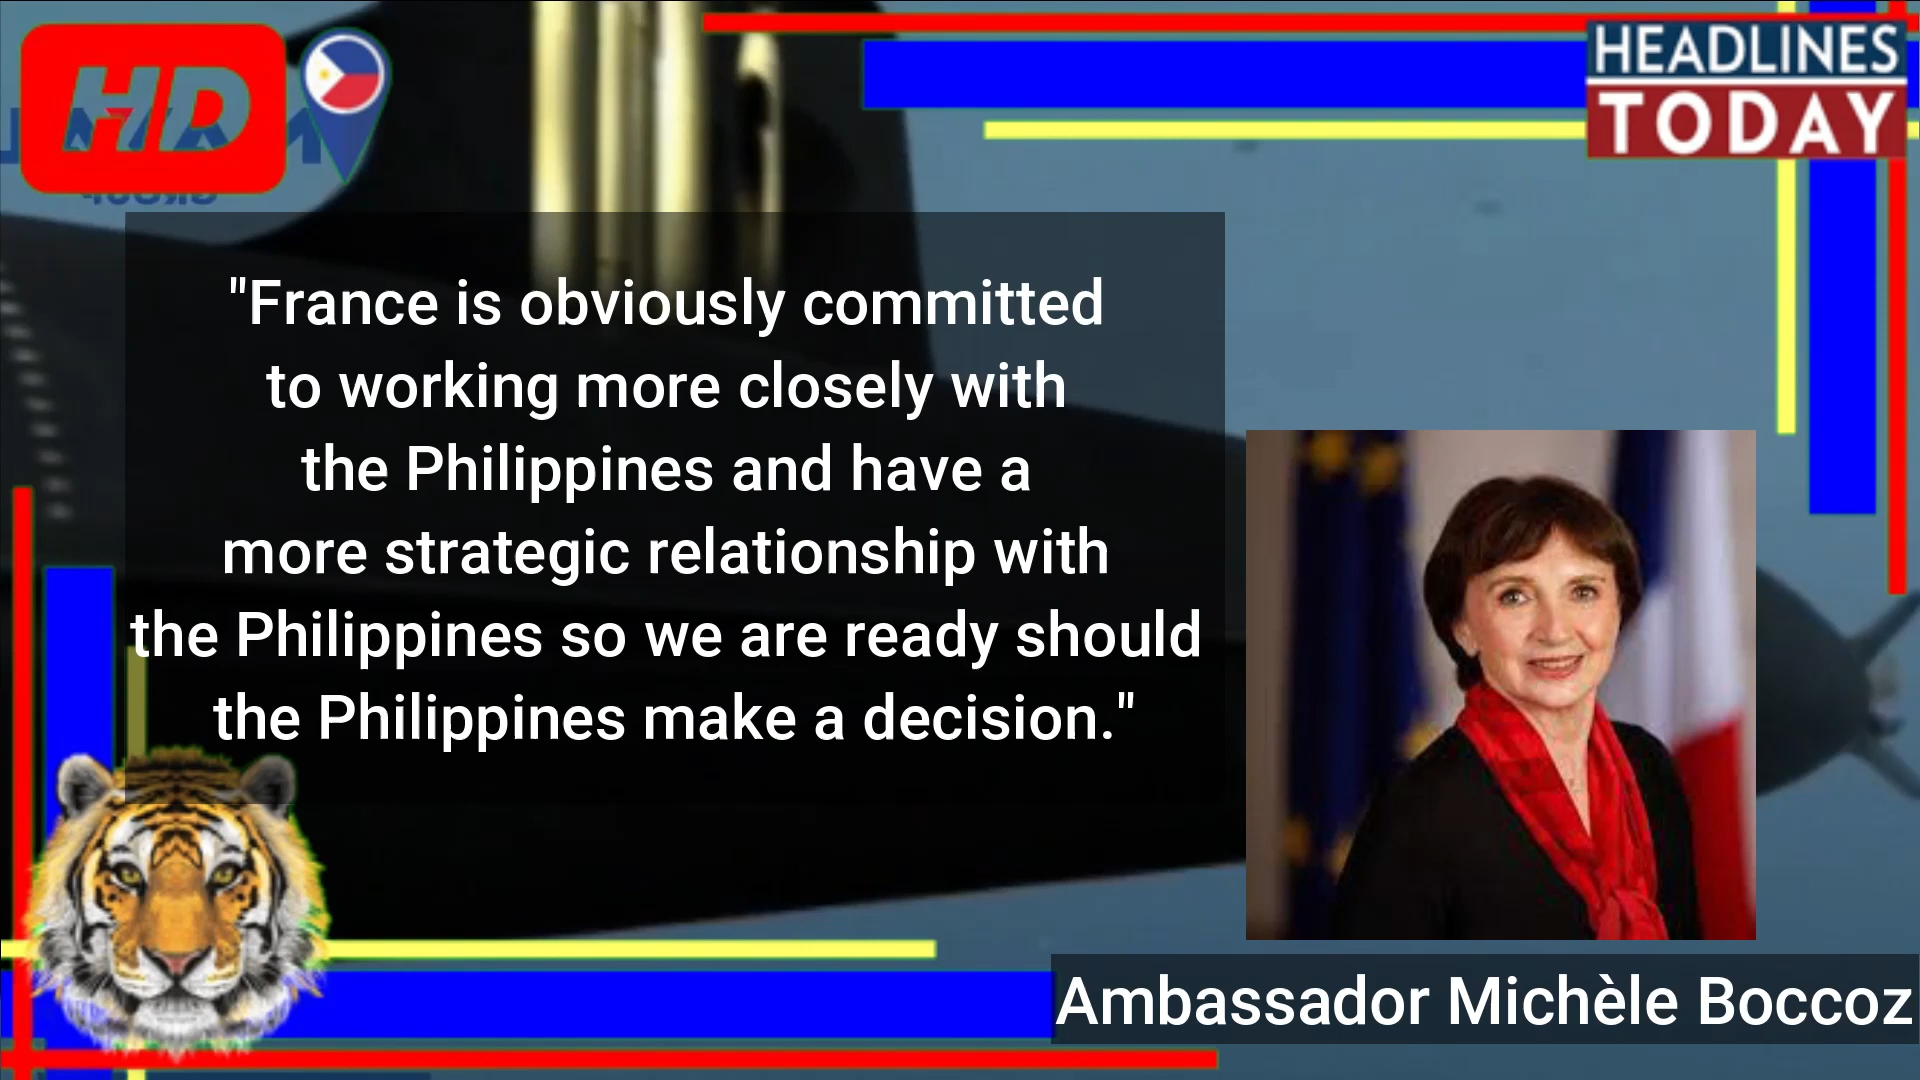 HD
HEADLINES
TODAY
"France is obviously committed
to working more closely with
the Philippines and have a
more strategic relationship with
the Philippines so we are ready should
the Philippines make a decision."
Ambassador Michèle Boccoz